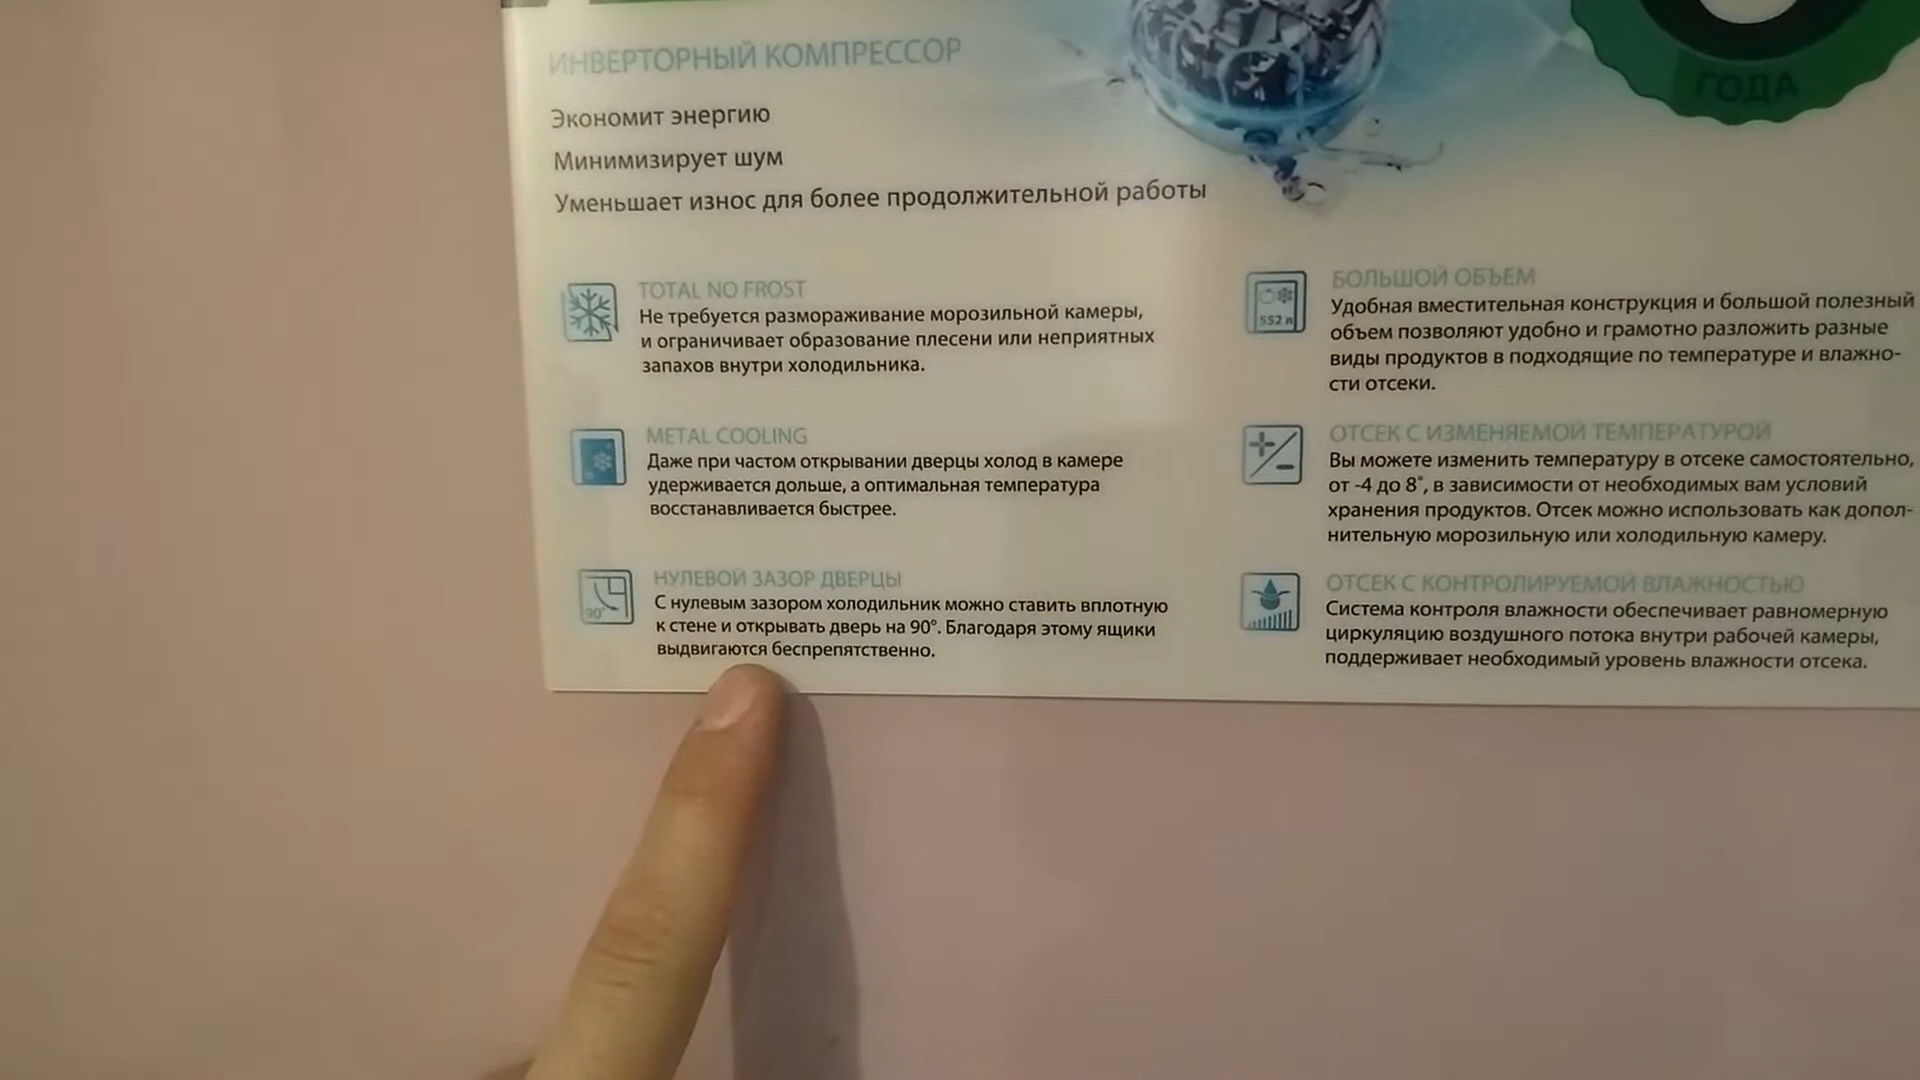 ИНВЕРТОРНЫЙ КОМПРЕССОР
Экономит энергию
Минимизирует шум
Уменьшает износ для более продолжительной работы
ГОДА
TOTAL NO FROST
Не требуется размораживание морозильной камеры,
и ограничивает образование плесени или неприятных
запахов внутри холодильника.
METAL COOLING
Даже при частом открывании дверцы холод в камере
удерживается дольше, а оптимальная температура
восстанавливается быстрее.
90°
НУЛЕВОЙ ЗАЗОР ДВЕРЦЫ
С нулевым зазором холодильник можно ставить вплотную
к стене и открывать дверь на 90°. Благодаря этому ящики
выдвигаются беспрепятственно.
552 л
БОЛЬШОЙ ОБЪЕМ
Удобная вместительная конструкция и большой полезный
объем позволяют удобно и грамотно разложить разные
виды продуктов в подходящие по температуре и влажно-
сти отсеки.
ОТСЕК С ИЗМЕНЯЕМОЙ ТЕМПЕРАТУРОЙ
Вы можете изменить температуру в отсеке самостоятельно,
от -4 до 8°, в зависимости от необходимых вам условий
хранения продуктов. Отсек можно использовать как допол-
нительную морозильную или холодильную камеру.
ОТСЕК С КОНТРОЛИРУЕМОЙ ВЛАЖНОСТЬЮ
Система контроля влажности обеспечивает равномерную
циркуляцию воздушного потока внутри рабочей камеры,
поддерживает необходимый уровень влажности отсека.